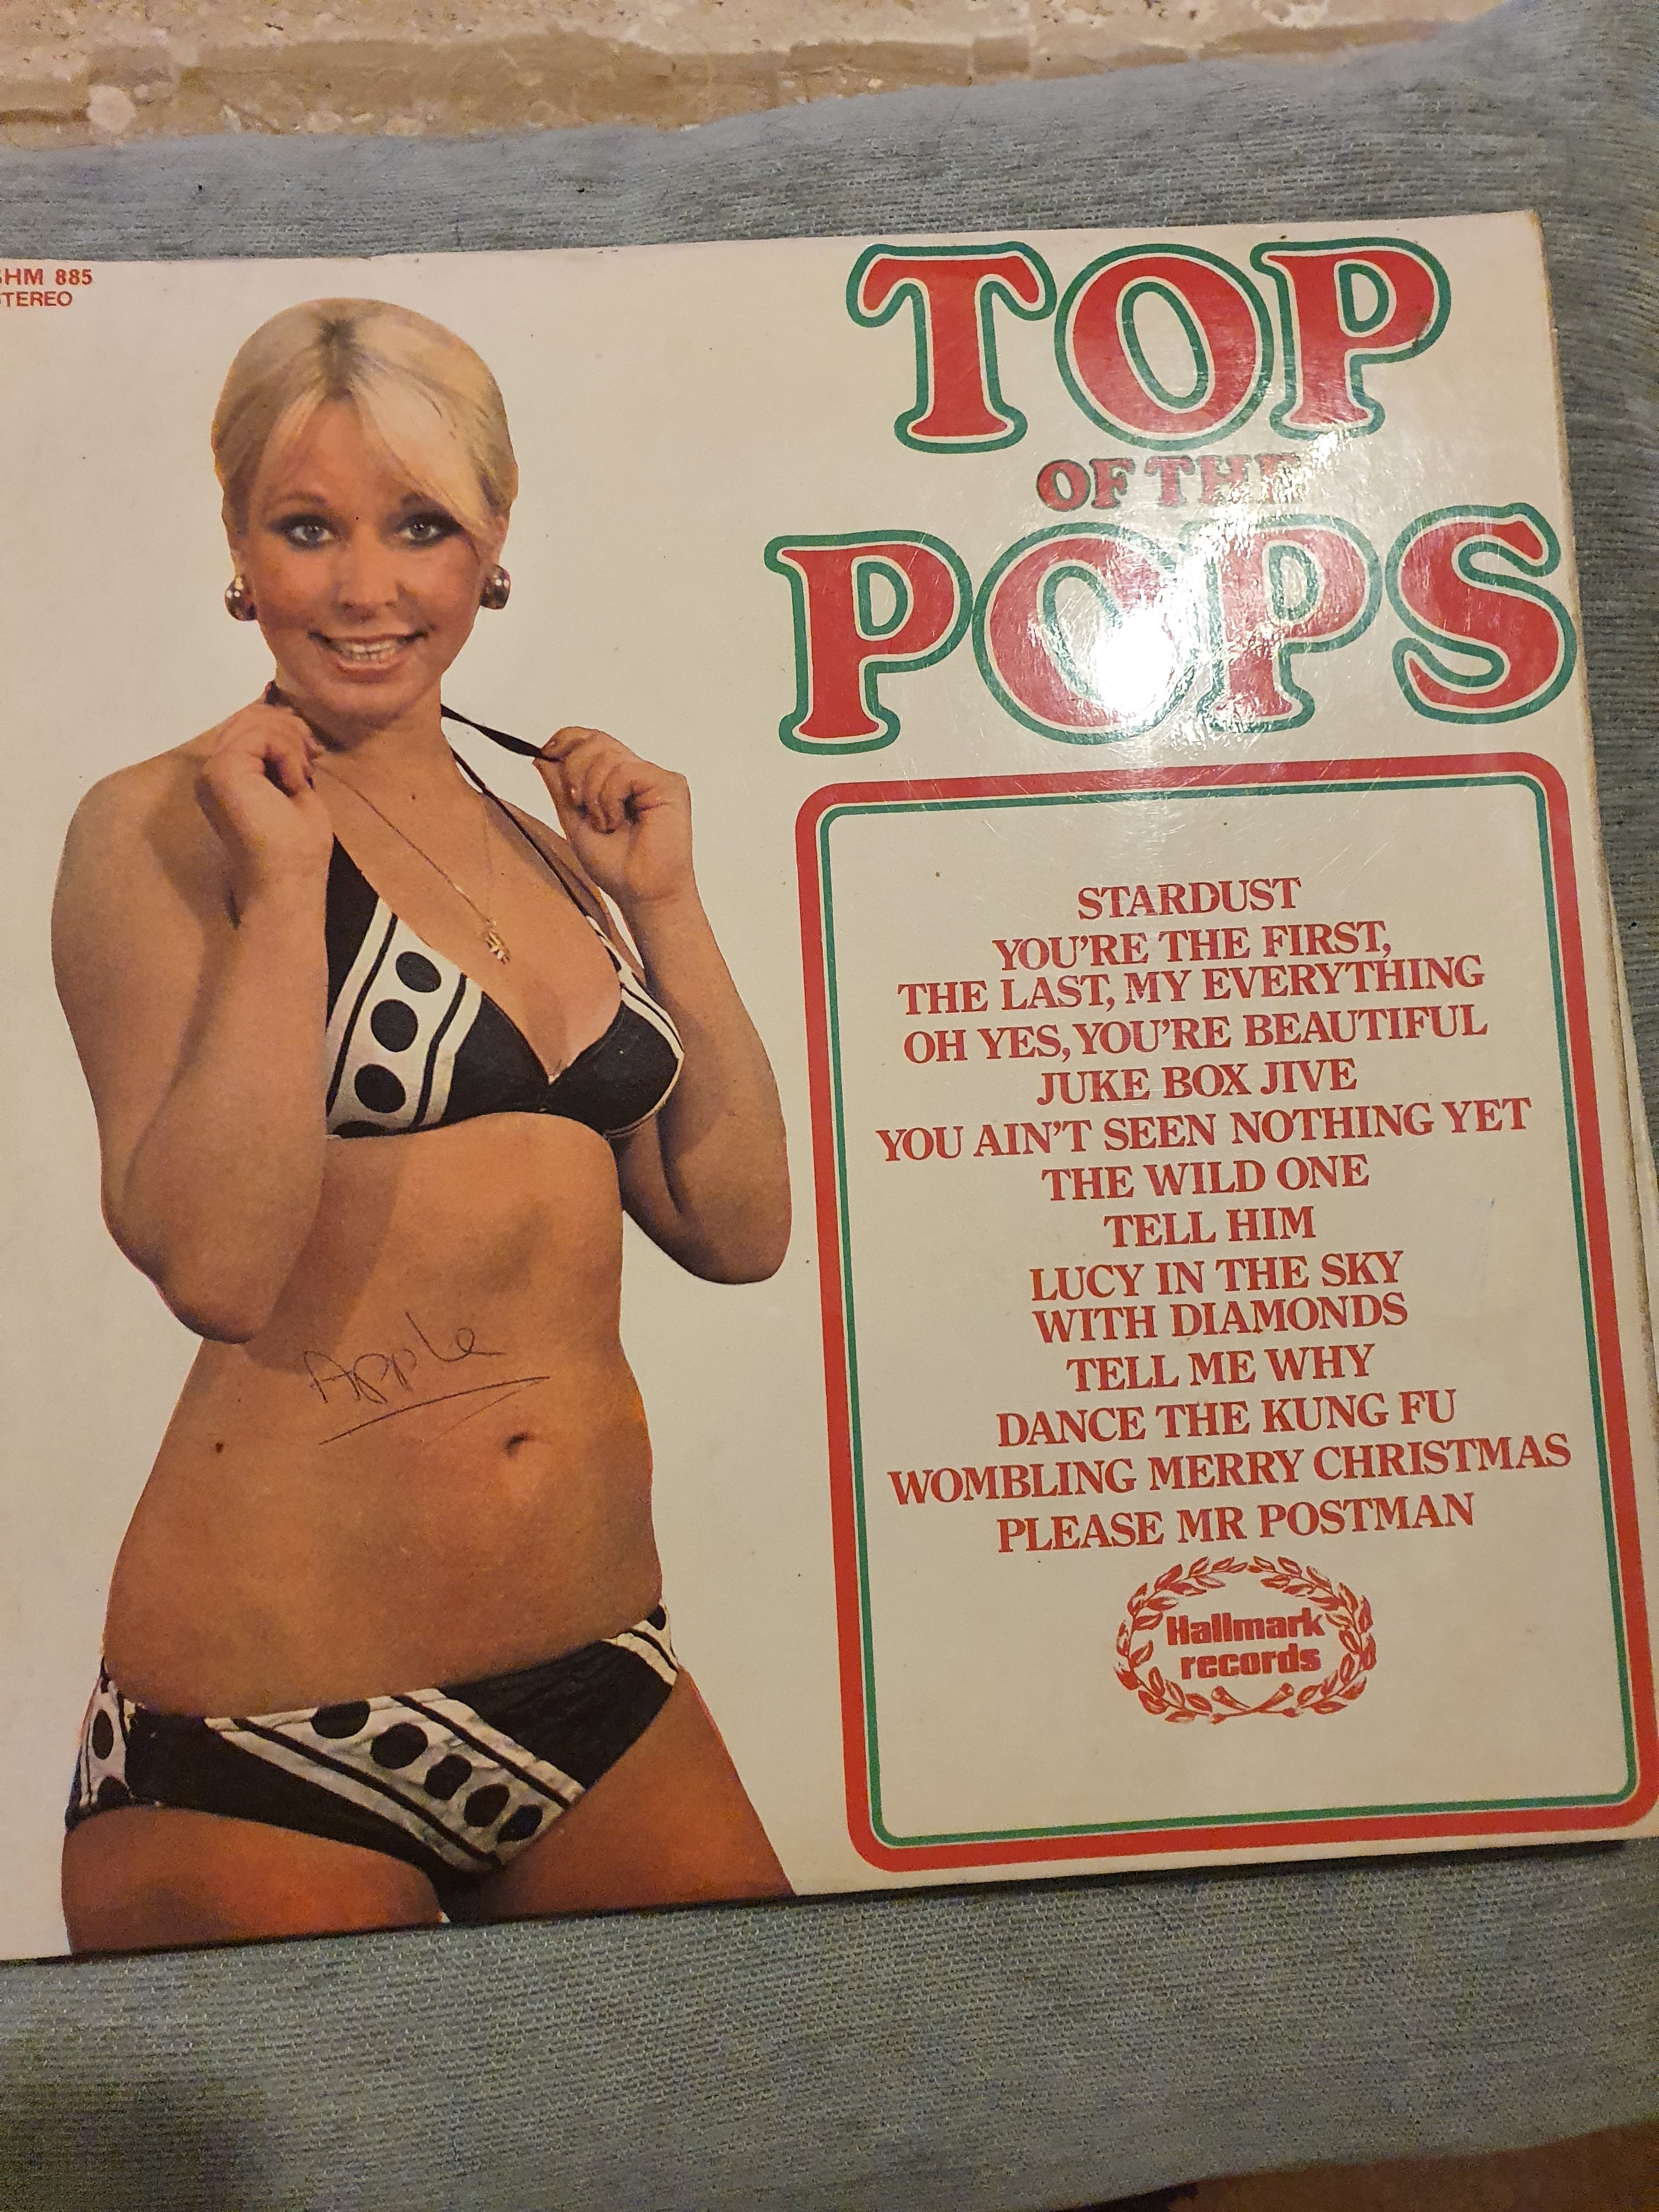 SHM 885
STEREO
TOP
OF THE
POPS
STARDUST
YOU'RE THE FIRST,
THE LAST, MY EVERYTHING
OH YES, YOU'RE BEAUTIFUL
JUKE BOX JIVE
YOU AIN'T SEEN NOTHING YET
THE WILD ONE
TELL HIM
LUCY IN THE SKY
WITH DIAMONDS
TELL ME WHY
DANCE THE KUNG FU
WOMBLING MERRY CHRISTMAS
PLEASE MR POSTMAN
Hallmark
records
Apple